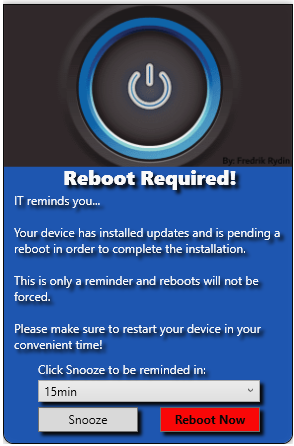 By: Fredrik Rydin
Reboot Required!
IT reminds you...
Your device has installed updates and is pending a
reboot in order to complete the installation.
This is only a reminder and reboots will not be
forced.
Please make sure to restart your device in your
convenient time!
Click Snooze to be reminded in:
15min
Snooze
Reboot Now